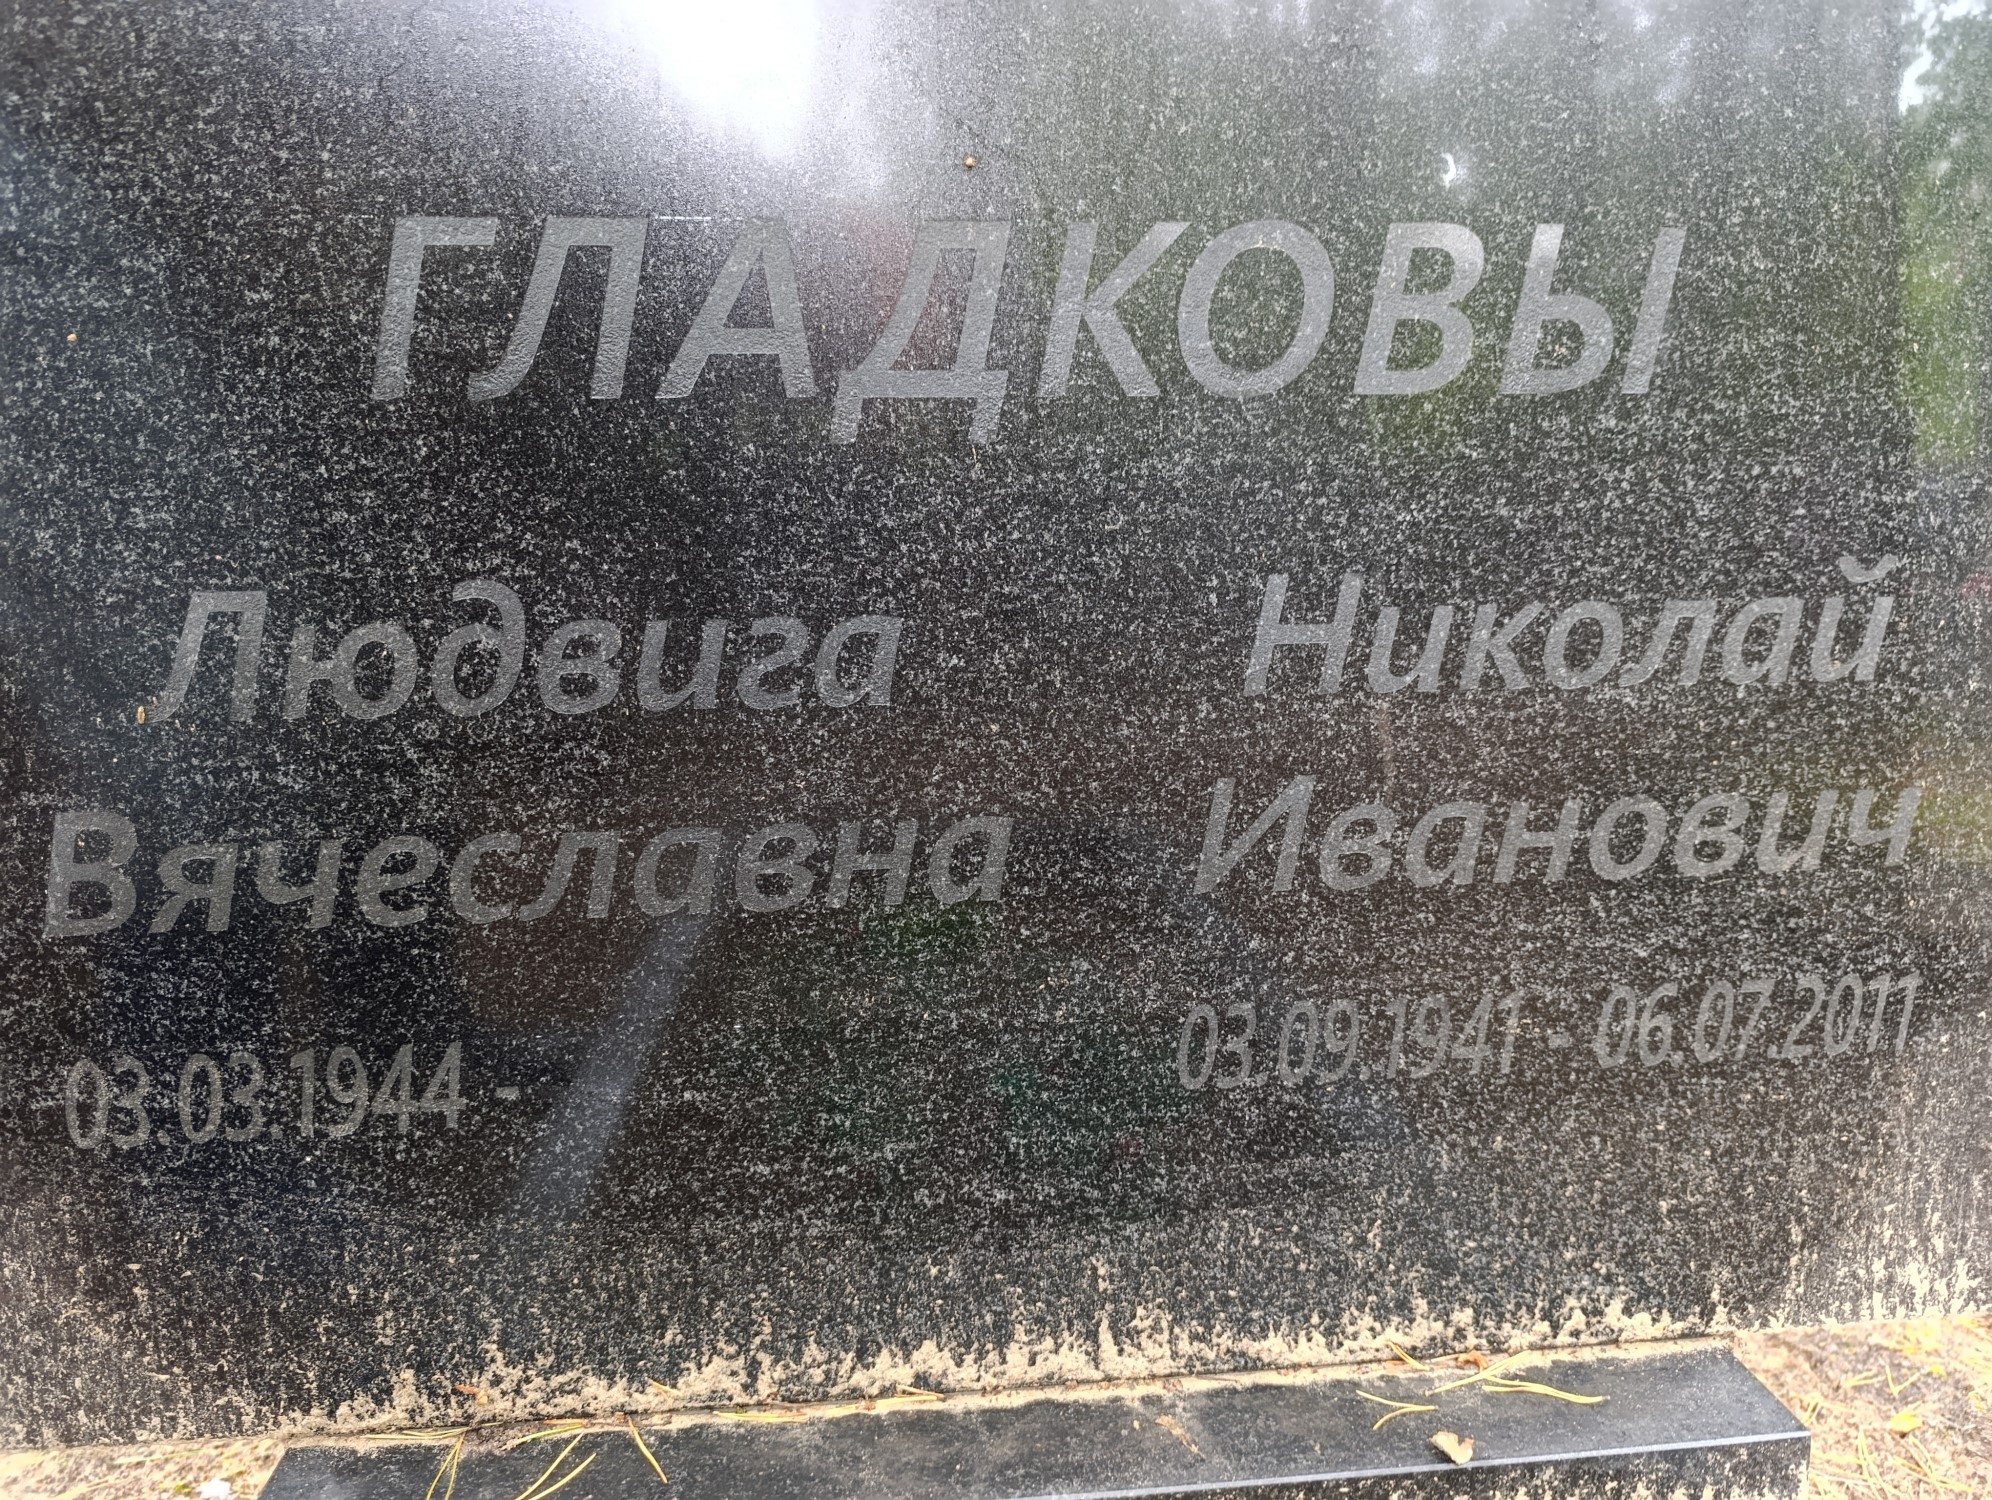 ГЛАДКОВЫ
Людвига
Вячеславна
03.03.1944 -
Николай
Иванович
03.09.1941 - 06.07.2011